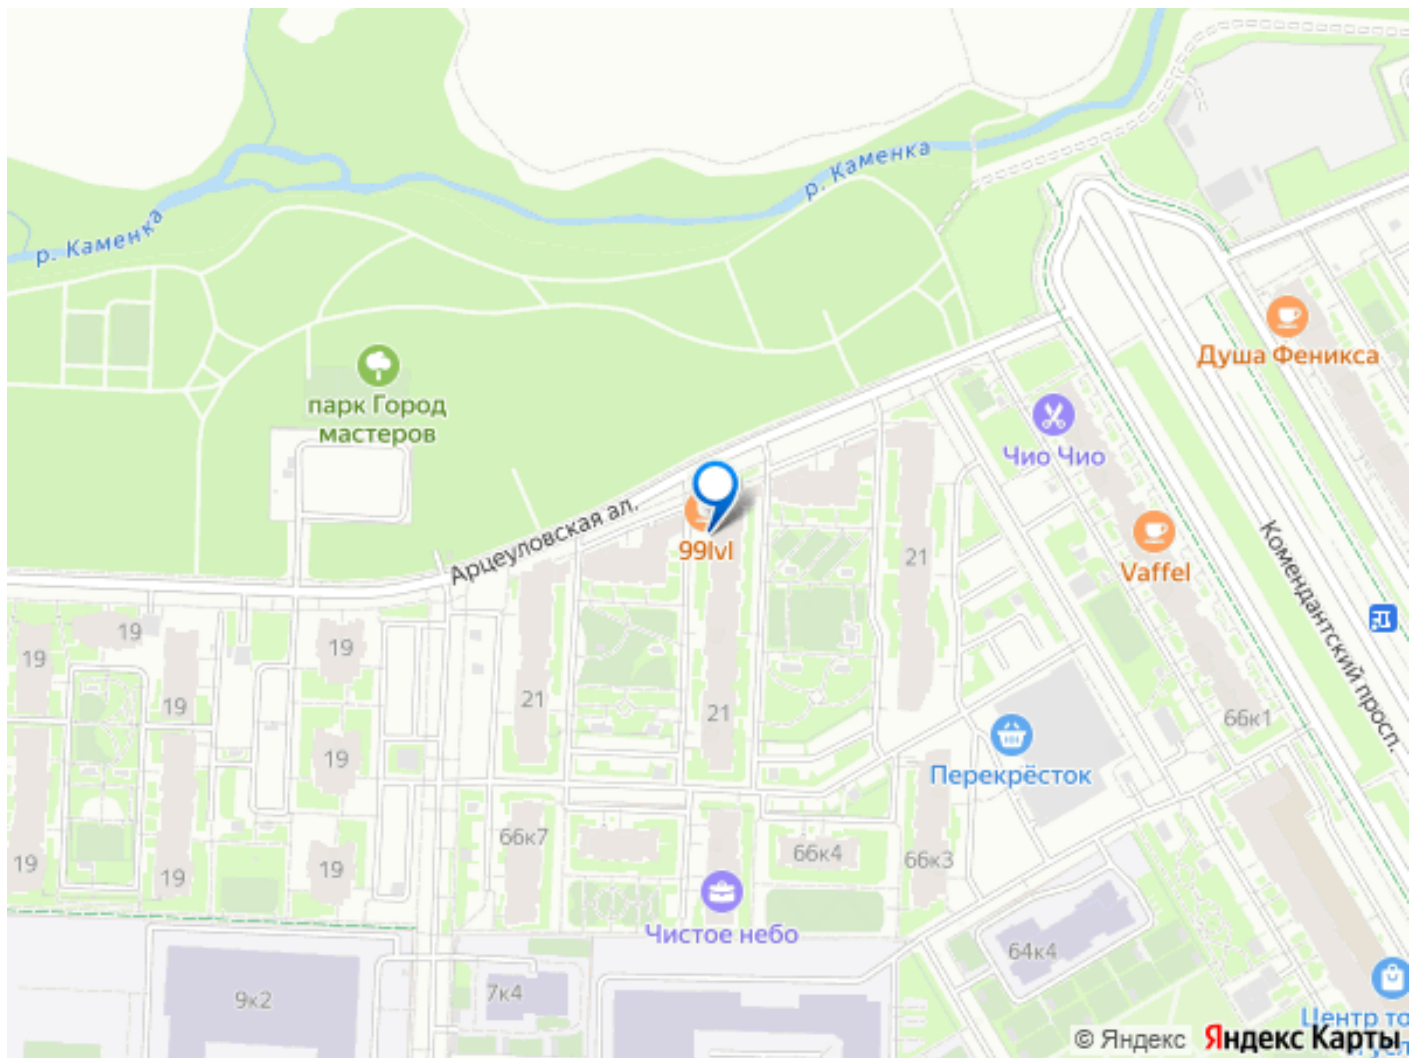 р. Каменка
р. Каменка
Душа Феникса
парк Город
мастеров
Чио Чио
Арцеуловская ал.
99lvl
21
Vaffel
Комендантский просп.
19
19
19
19
21
21
19
66к1
Перекрёсток
66к7
66к4
66к3
19
19
19
Чистое небо
64к4
9к2
7к4
Центр то
© Яндекс
Яндекс Карты